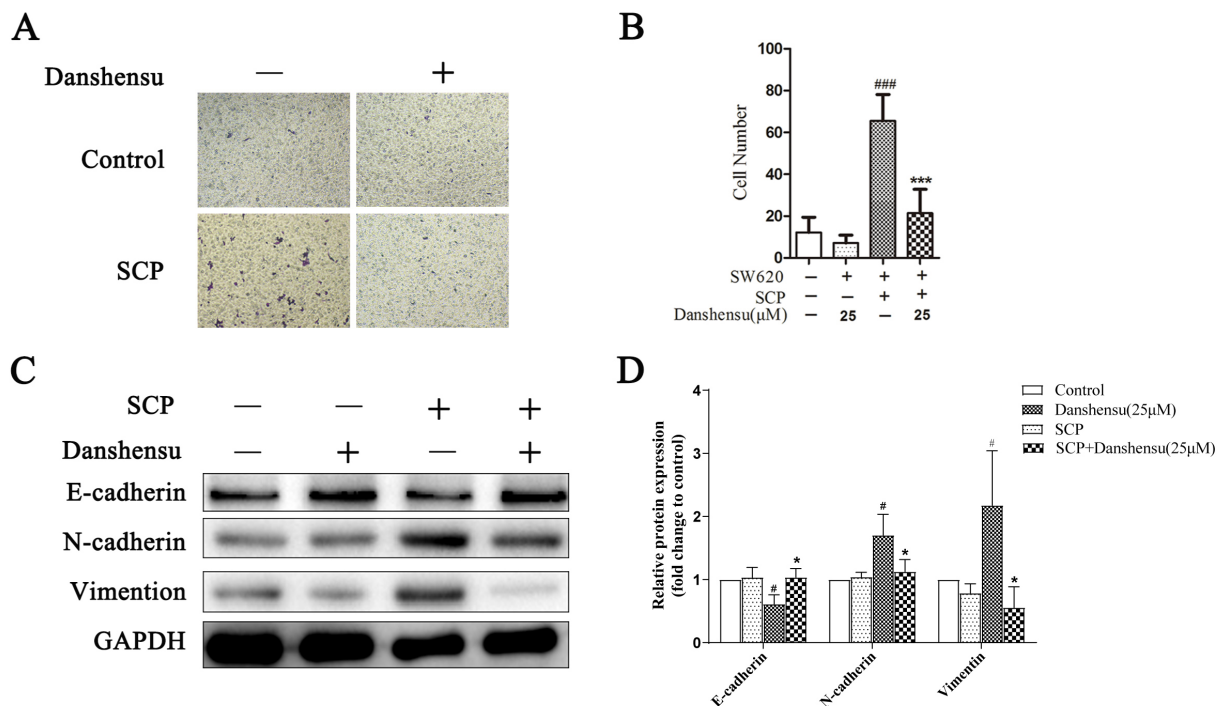 A
Danshensu — +
Control
SCP
B
100
80
60
40
20
0
Cell Number
###
***
SW620 – + + +
SCP – – + +
Danshensu(μM) – 25 – 25
C
SCP — — + +
Danshensu — + — +
E-cadherin
N-cadherin
Vimention
GAPDH
D
Control
Danshensu(25μM)
SCP
SCP+Danshensu(25μM)
4
3
2
1
0
Relative protein expression
(fold change to control)
# *
# *
# *
E-cadherin
N-cadherin
Vimentin